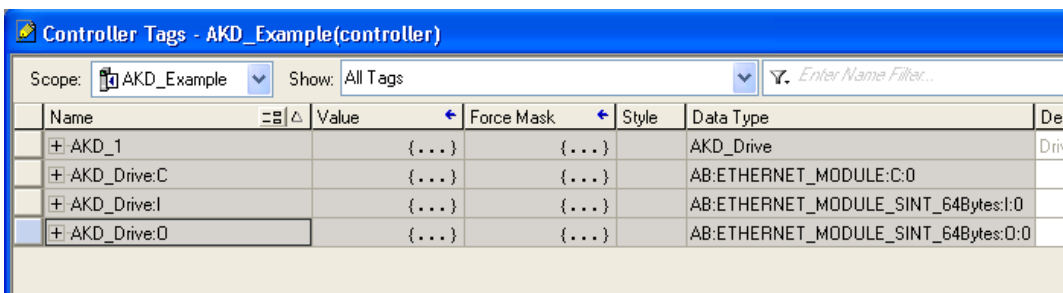 Controller Tags - AKD_Example(controller)
Scope: AKD_Example Show: All Tags Enter Name Filter...
Name Value Force Mask Style Data Type De
AKD_1 {...} {...} AKD_Drive Driv
AKD_Drive:C {...} {...} AB:ETHERNET_MODULE:C:0
AKD_Drive:I {...} {...} AB:ETHERNET_MODULE_SINT_64Bytes:I:0
AKD_Drive:O {...} {...} AB:ETHERNET_MODULE_SINT_64Bytes:O:0